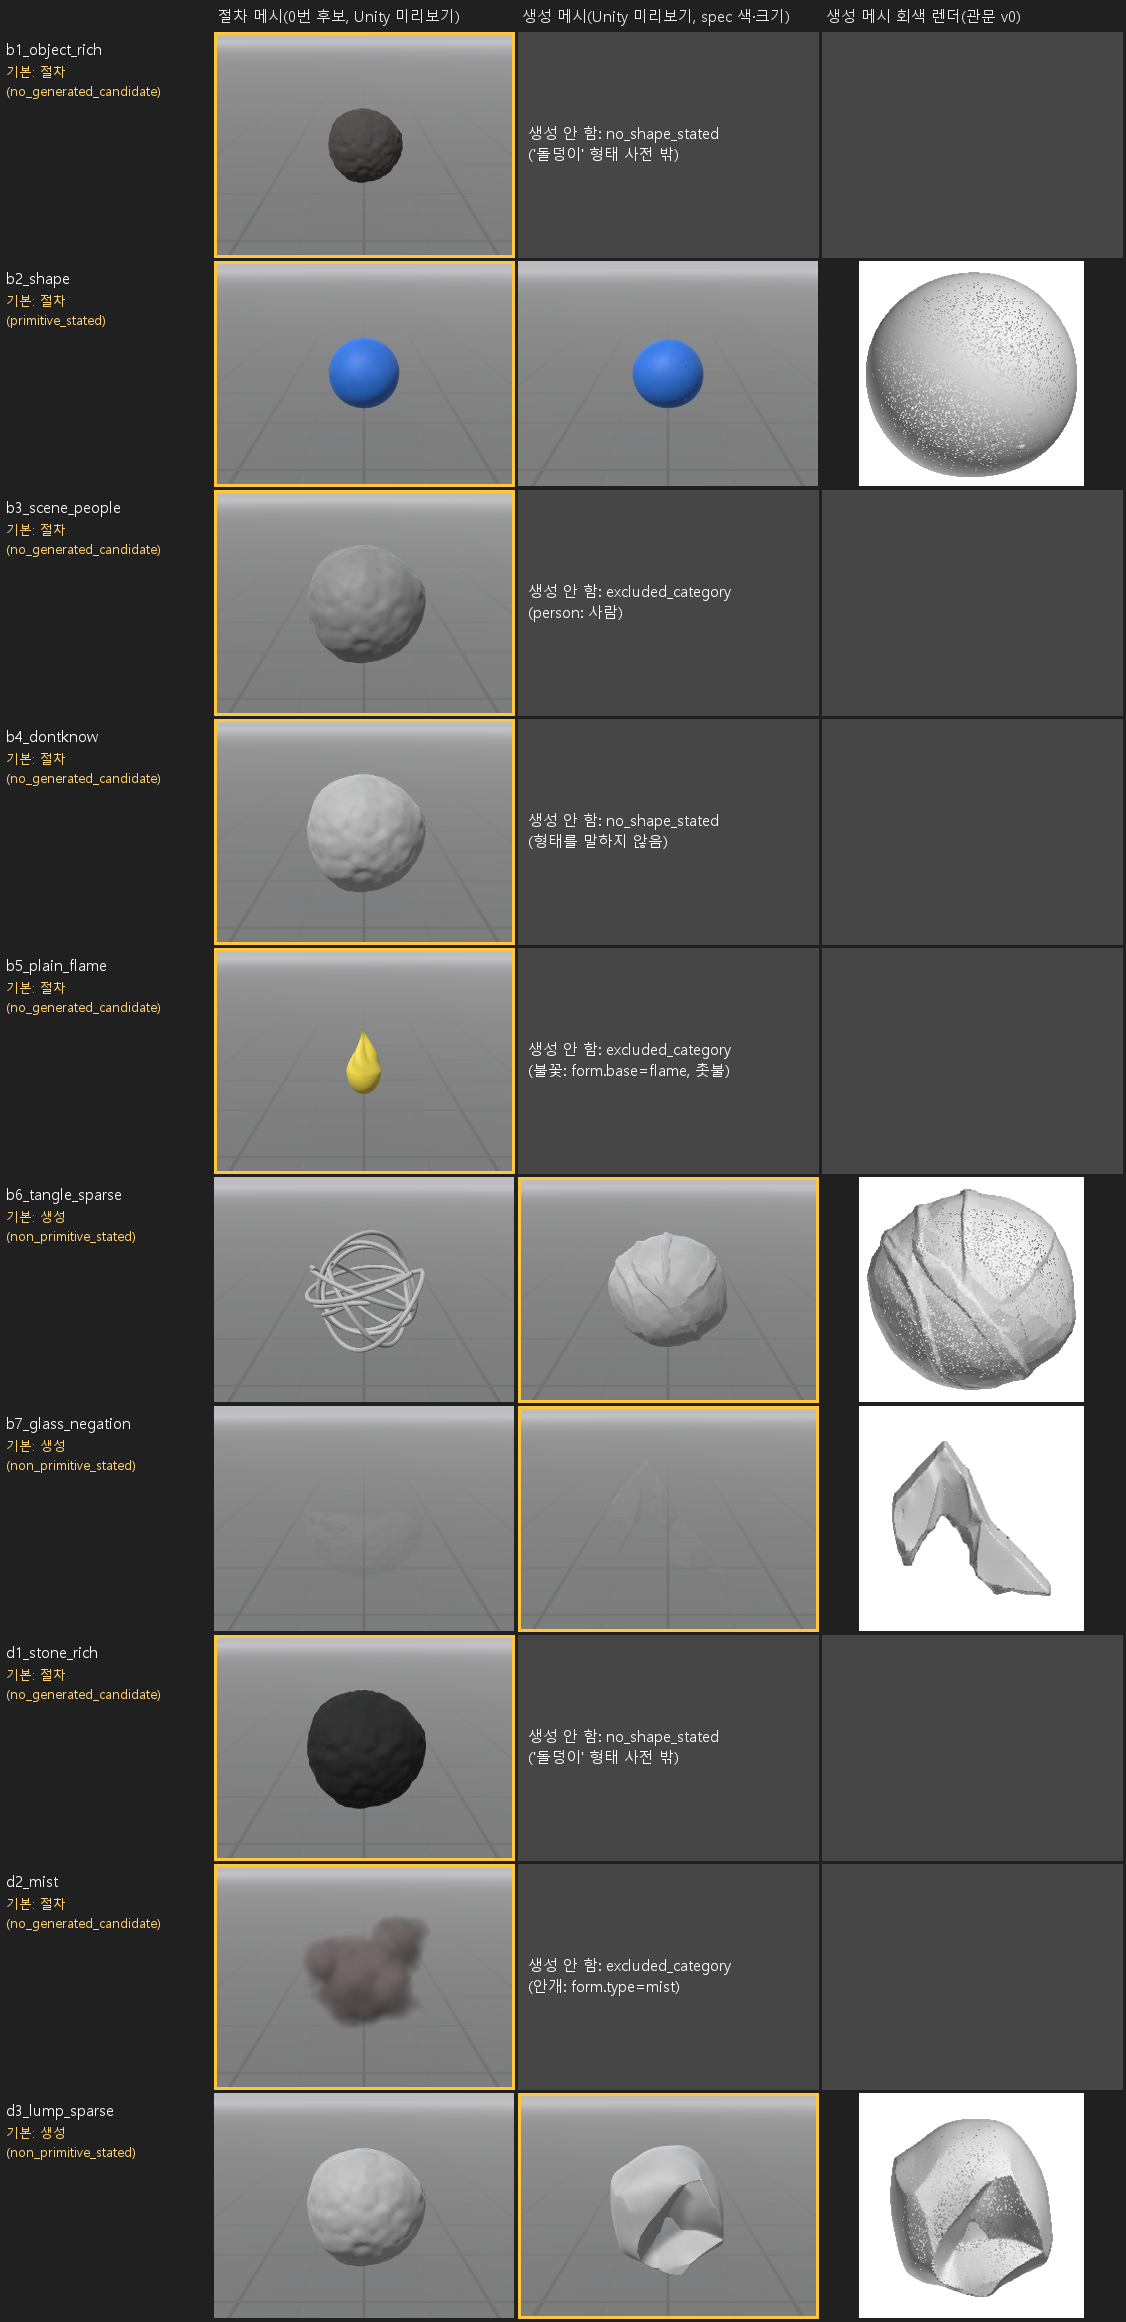 절차 메시(0번 후보, Unity 미리보기)
생성 메시(Unity 미리보기, spec 색·크기)
생성 메시 회색 렌더(관문 v0)
b1_object_rich
기본: 절차
(no_generated_candidate)
생성 안 함: no_shape_stated
('돌덩이' 형태 사전 밖)
b2_shape
기본: 절차
(primitive_stated)
b3_scene_people
기본: 절차
(no_generated_candidate)
생성 안 함: excluded_category
(person: 사람)
b4_dontknow
기본: 절차
(no_generated_candidate)
생성 안 함: no_shape_stated
(형태를 말하지 않음)
b5_plain_flame
기본: 절차
(no_generated_candidate)
생성 안 함: excluded_category
(불꽃: form.base=flame, 촛불)
b6_tangle_sparse
기본: 생성
(non_primitive_stated)
b7_glass_negation
기본: 생성
(non_primitive_stated)
d1_stone_rich
기본: 절차
(no_generated_candidate)
생성 안 함: no_shape_stated
('돌덩이' 형태 사전 밖)
d2_mist
기본: 절차
(no_generated_candidate)
생성 안 함: excluded_category
(안개: form.type=mist)
d3_lump_sparse
기본: 생성
(non_primitive_stated)